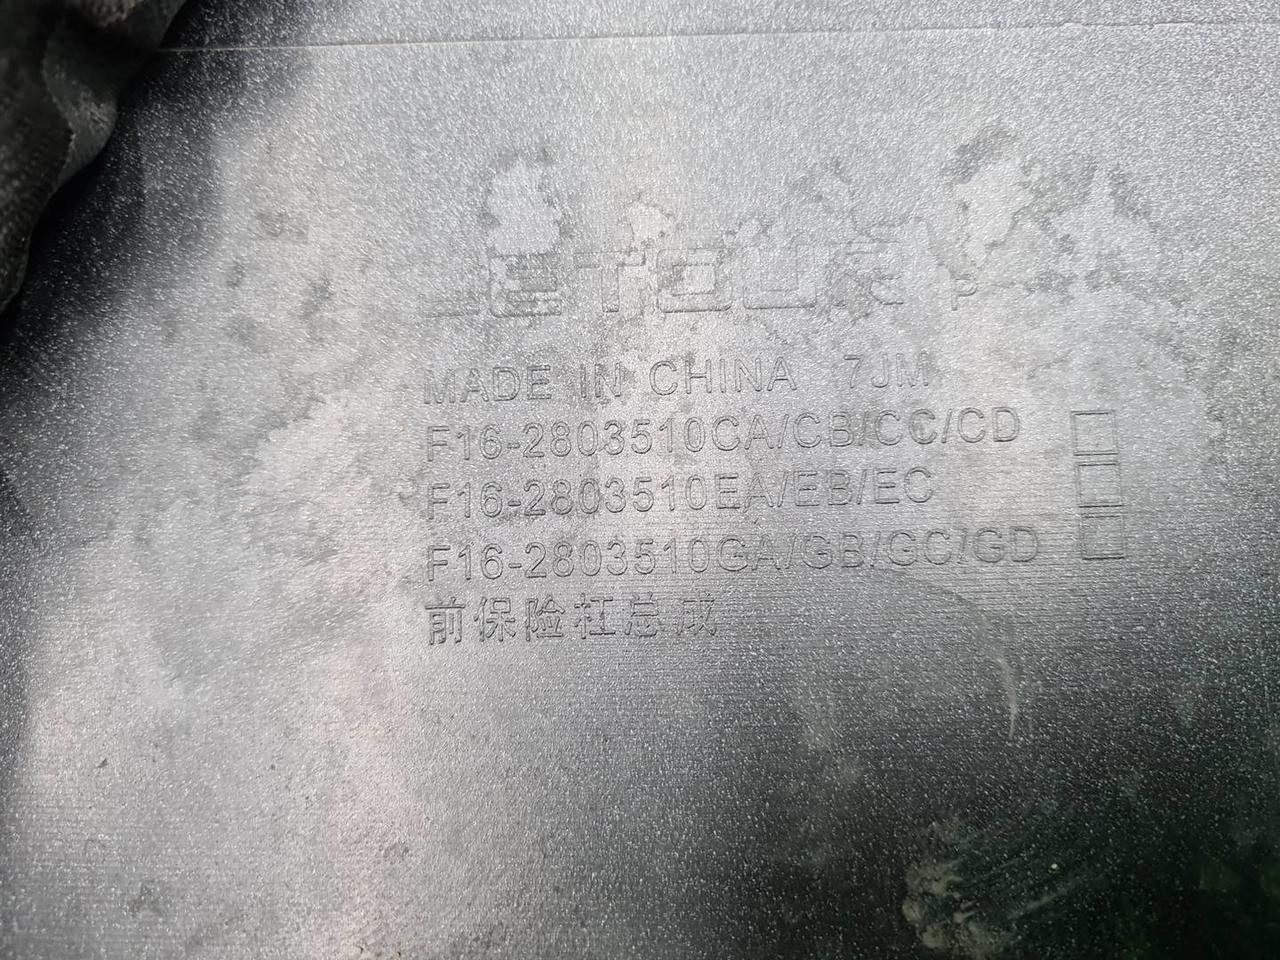 JETOUR P
MADE IN CHINA 7JM
F16-2803510CA/CB/CC/CD
F16-2803510EA/EB/EC
F16-2803510GA/GB/GC/GD
前保险杠总成